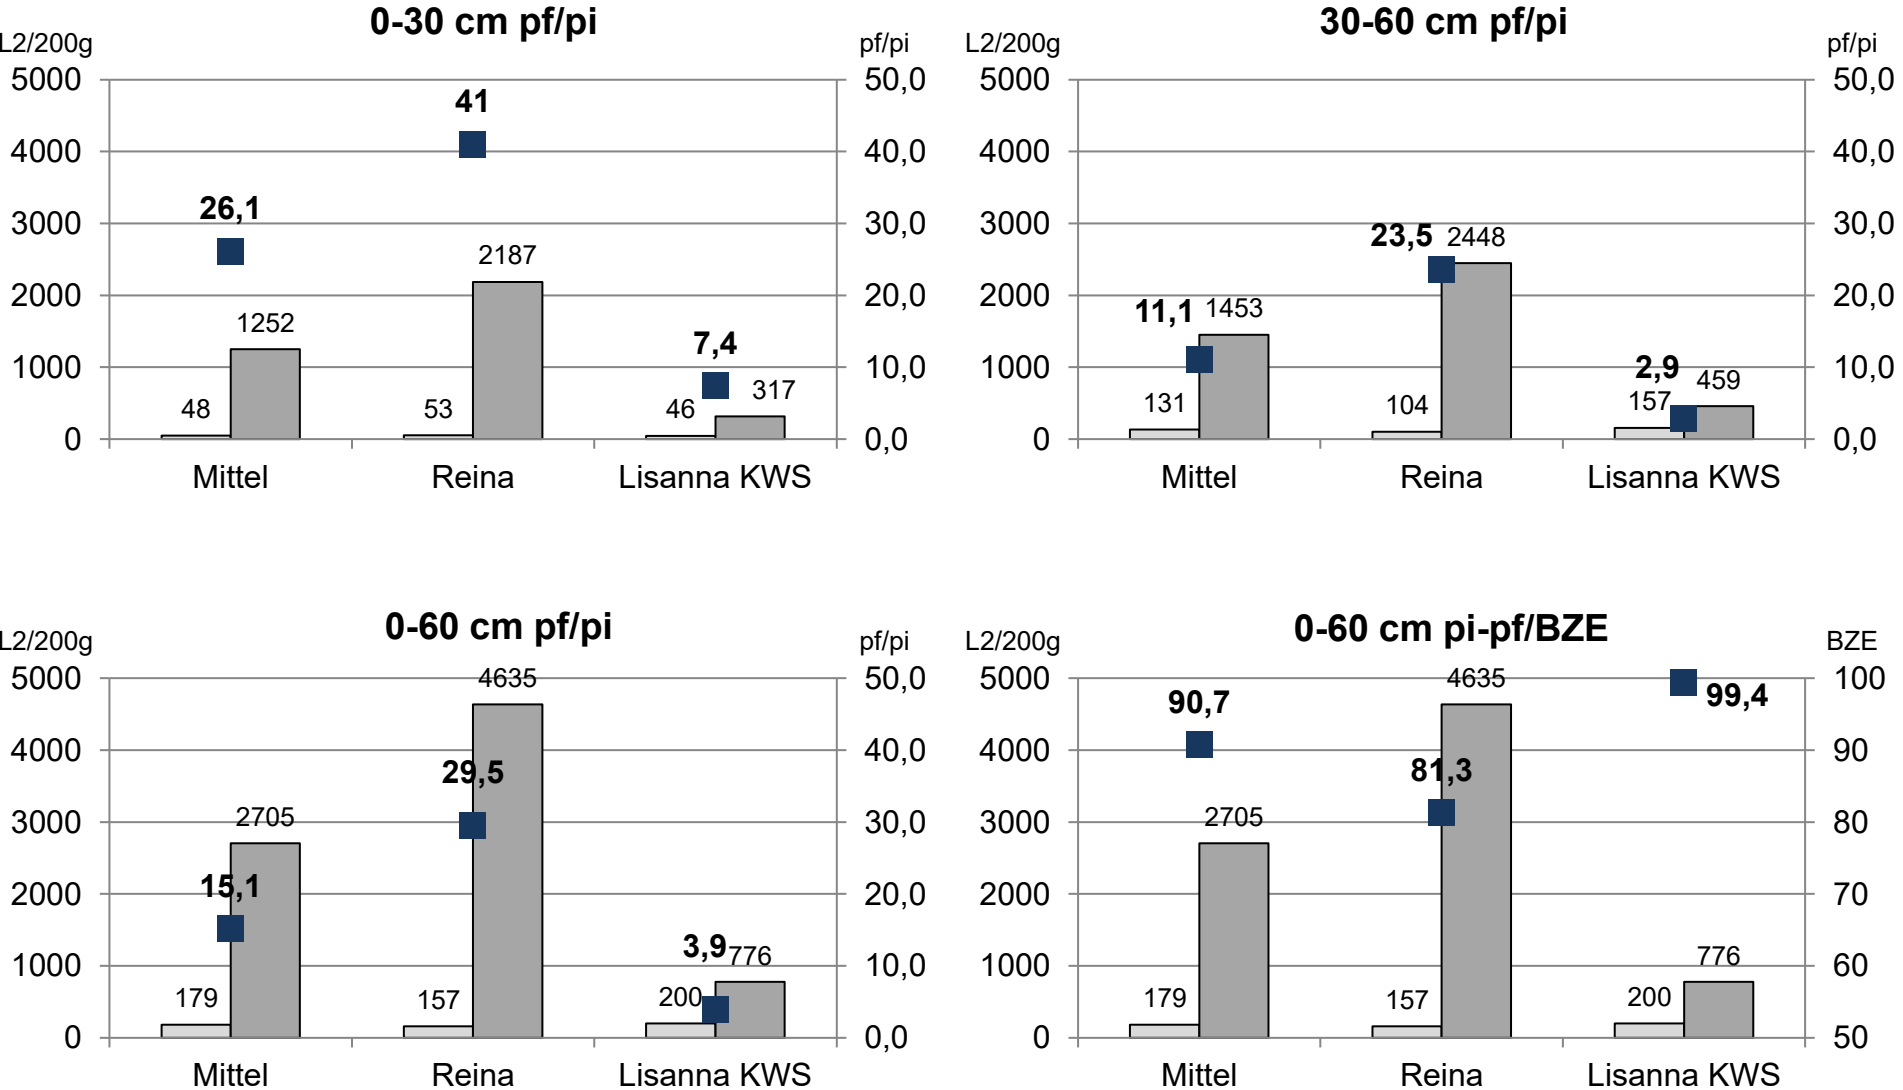 0-30 cm pf/pi
L2/200g pf/pi
5000 50,0
41
4000 40,0
26,1
3000 30,0
2187
2000 20,0
1252
7,4
1000 10,0
48 53 46 317
0 0,0
Mittel Reina Lisanna KWS
30-60 cm pf/pi
L2/200g pf/pi
5000 50,0
4000 40,0
3000 30,0
23,5 2448
2000 20,0
11,1 1453
2,9
1000 10,0
131 104 157 459
0 0,0
Mittel Reina Lisanna KWS
0-60 cm pf/pi
L2/200g pf/pi
5000 4635 50,0
4000 40,0
29,5
3000 2705 30,0
2000 15,1 20,0
3,9 776
1000 10,0
179 157 200
0 0,0
Mittel Reina Lisanna KWS
0-60 cm pi-pf/BZE
L2/200g BZE
5000 4635 100
90,7 99,4
4000 90
81,3
3000 2705 80
2000 70
776
1000 60
179 157 200
0 50
Mittel Reina Lisanna KWS